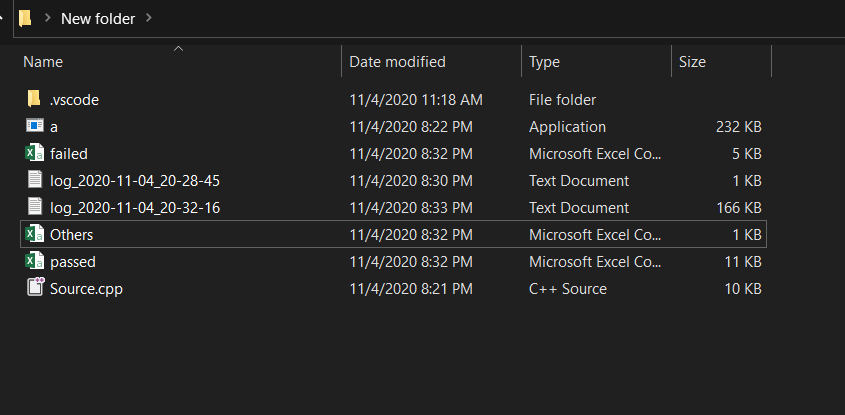 New folder
Name Date modified Type Size
.vscode 11/4/2020 11:18 AM File folder
a 11/4/2020 8:22 PM Application 232 KB
failed 11/4/2020 8:32 PM Microsoft Excel Co... 5 KB
log_2020-11-04_20-28-45 11/4/2020 8:30 PM Text Document 1 KB
log_2020-11-04_20-32-16 11/4/2020 8:33 PM Text Document 166 KB
Others 11/4/2020 8:32 PM Microsoft Excel Co... 1 KB
passed 11/4/2020 8:32 PM Microsoft Excel Co... 11 KB
Source.cpp 11/4/2020 8:21 PM C++ Source 10 KB